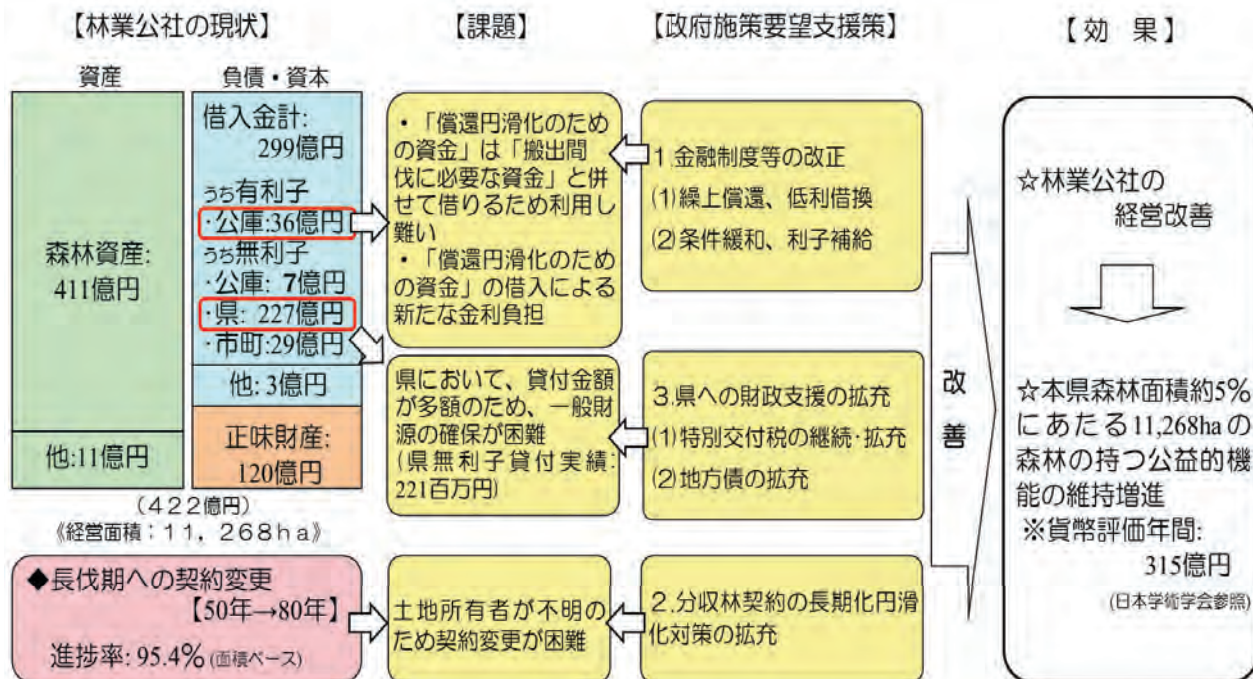 【林業公社の現状】
【課題】
【政府施策要望支援策】
【効　果】
資産
負債・資本
森林資産:
411億円
他:11億円
借入金計:
299億円
うち有利子
・公庫:36億円
うち無利子
・公庫: 7億円
・県: 227億円
・市町:29億円
他: 3億円
正味財産:
120億円
(422億円)
《経営面積：11, 268ha》
◆長伐期への契約変更
【50年→80年】
進捗率: 95.4% (面積ベース)
・「償還円滑化のため
の資金」は「搬出間
伐に必要な資金」と併
せて借りるため利用し
難い
・「償還円滑化のため
の資金」の借入による
新たな金利負担
県において、貸付金額
が多額のため、一般財
源の確保が困難
(県無利子貸付実績:
221百万円)
土地所有者が不明の
ため契約変更が困難
1.金融制度等の改正
(1)繰上償還、低利借換
(2)条件緩和、利子補給
3.県への財政支援の拡充
(1)特別交付税の継続・拡充
(2)地方債の拡充
2.分収林契約の長期化円滑
化対策の拡充
改
善
☆林業公社の
経営改善
☆本県森林面積約5%
にあたる11,268haの
森林の持つ公益的機
能の維持増進
※貨幣評価年間:
315億円
(日本学術学会参照)